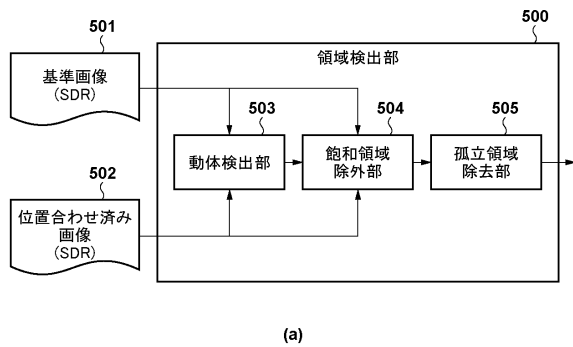 501
基準画像
(SDR)
502
位置合わせ済み
画像
(SDR)
500
領域検出部
503
動体検出部
504
飽和領域
除外部
505
孤立領域
除去部
(a)